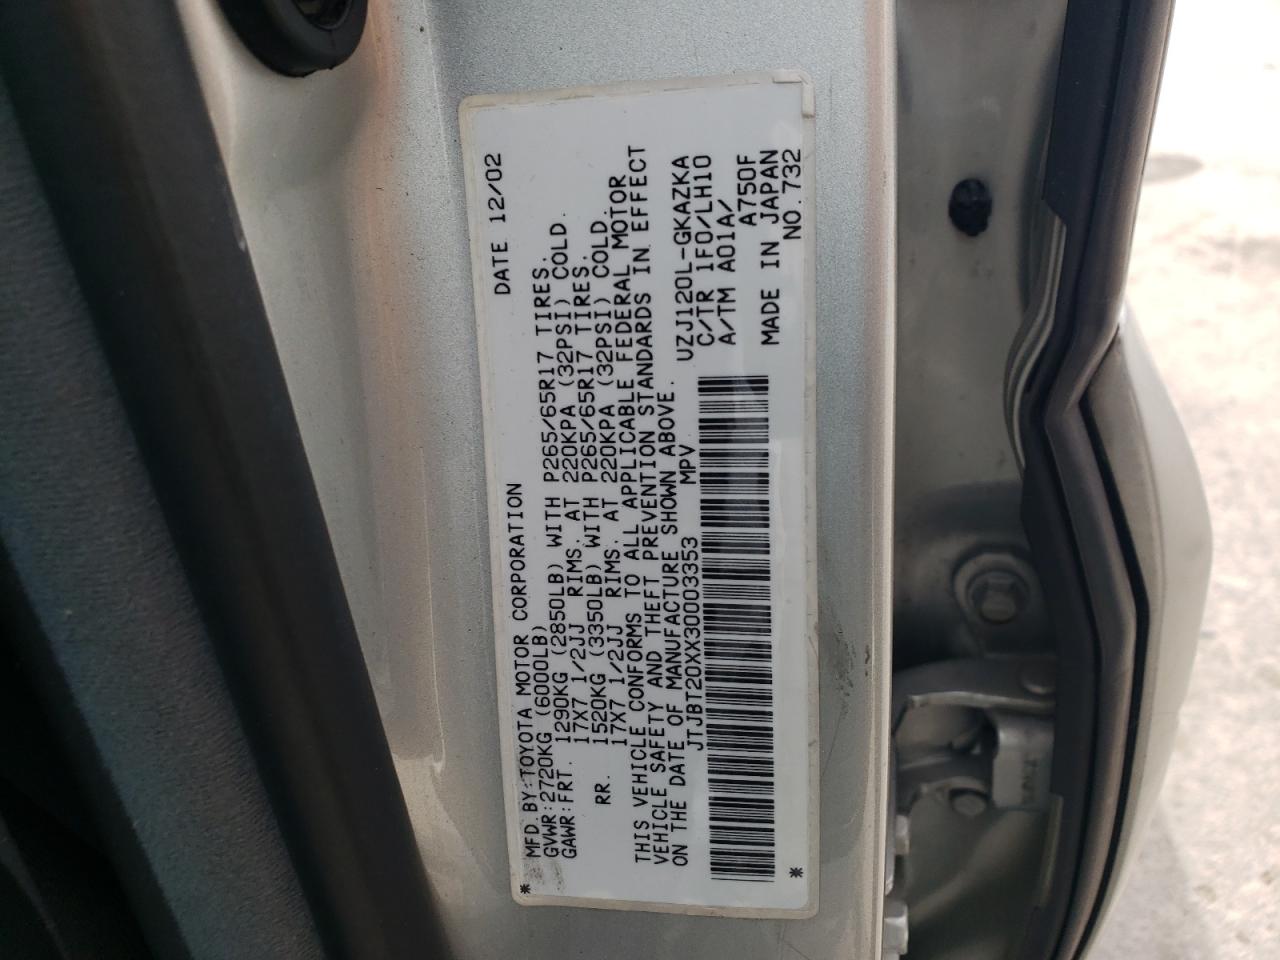 DATE 12/02
MFD BY:TOYOTA MOTOR CORPORATION
GVWR:2720KG (6000LB)
GAWR:FRT. 1290KG (2850LB) WITH P265/65R17 TIRES.
17X7 1/2JJ RIMS. AT 220KPA (32PSI) COLD.
RR. 1520KG (3350LB) WITH P265/65R17 TIRES.
17X7 1/2JJ RIMS. AT 220KPA (32PSI) COLD.
THIS VEHICLE CONFORMS TO ALL APPLICABLE FEDERAL MOTOR
VEHICLE SAFETY AND THEFT PREVENTION STANDARDS IN EFFECT
ON THE DATE OF MANUFACTURE SHOWN ABOVE.
JTJBT20XX30003353 MPV
UZJ120L-GKAZKA
C/TR 1F0/LH10
A/TM A01A/
A750F
MADE IN JAPAN
NO.732